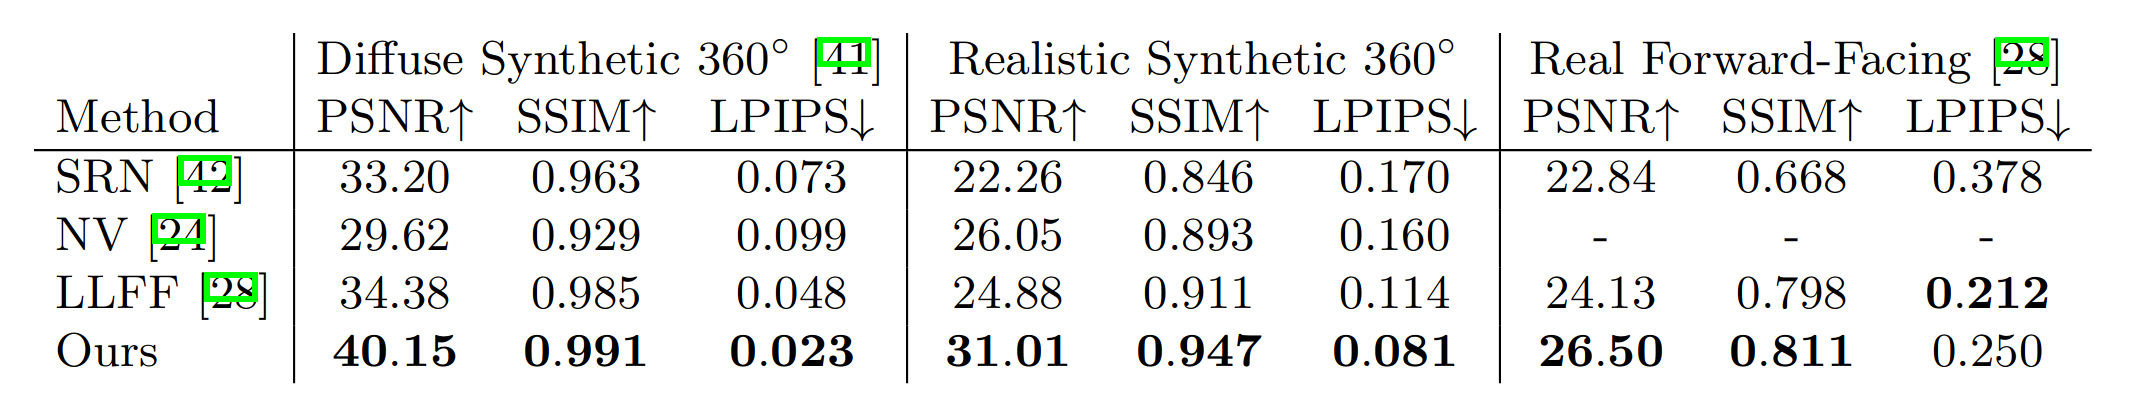 Diffuse Synthetic 360° [41] Realistic Synthetic 360° Real Forward-Facing [28]
Method PSNR↑ SSIM↑ LPIPS↓ PSNR↑ SSIM↑ LPIPS↓ PSNR↑ SSIM↑ LPIPS↓
SRN [42] 33.20 0.963 0.073 22.26 0.846 0.170 22.84 0.668 0.378
NV [24] 29.62 0.929 0.099 26.05 0.893 0.160 - - -
LLFF [28] 34.38 0.985 0.048 24.88 0.911 0.114 24.13 0.798 0.212
Ours 40.15 0.991 0.023 31.01 0.947 0.081 26.50 0.811 0.250